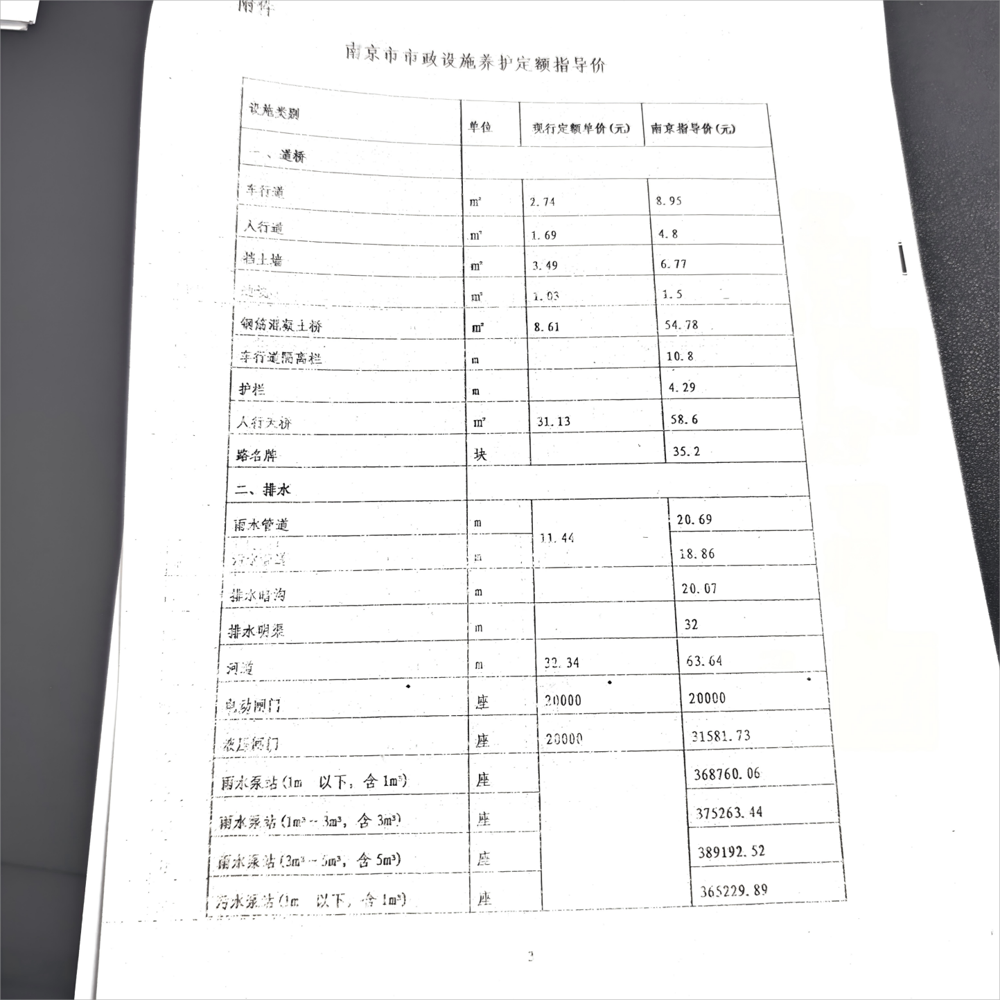 附件
南京市市政设施养护定额指导价
设施类别 单位 现行定额单价(元) 南京指导价(元)
一、道桥
车行道 m² 2.74 8.95
人行道 m² 1.69 4.8
挡土墙 m² 3.49 6.77
m² 1.03 1.5
钢筋混凝土桥 m² 8.61 54.78
车行道隔离栏 m 10.8
护栏 m 4.29
人行天桥 m² 31.13 58.6
路名牌 块 35.2
二、排水
雨水管道 m 11.44 20.69
污水管道 m 18.86
排水暗沟 m 20.07
排水明渠 m 32
河道 m 32.34 63.64
电动闸门 座 20000 20000
液压闸门 座 20000 31581.73
雨水泵站(1m 以下，含1m³) 座 368760.06
雨水泵站(1m³-3m³，含3m³) 座 375263.44
雨水泵站(3m³-5m³，含5m³) 座 389192.52
污水泵站(1m 以下，含1m³) 座 365229.89